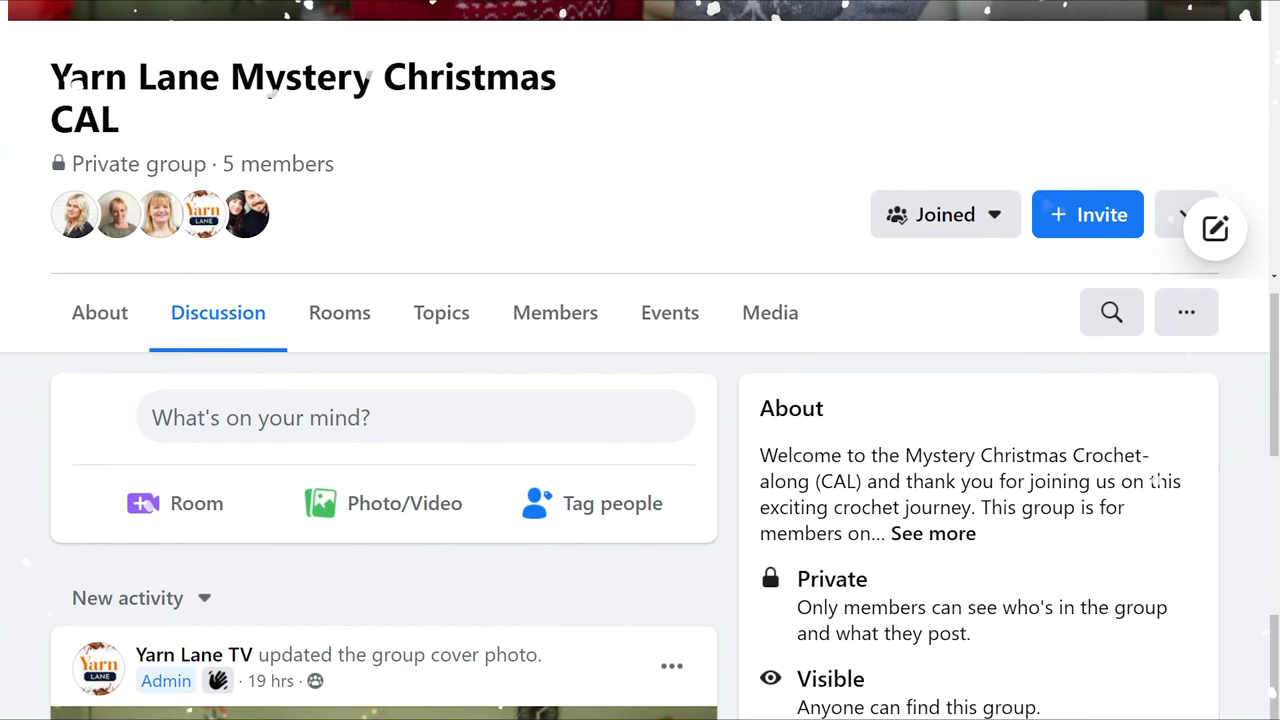 Yarn Lane Mystery Christmas
CAL
Private group · 5 members
Yarn
LANE
Joined
+ Invite
About
Discussion
Rooms
Topics
Members
Events
Media
What's on your mind?
Room
Photo/Video
Tag people
New activity
Yarn
LANE
Yarn Lane TV updated the group cover photo.
Admin · 19 hrs ·
About
Welcome to the Mystery Christmas Crochet-
along (CAL) and thank you for joining us on this
exciting crochet journey. This group is for
members on... See more
Private
Only members can see who's in the group
and what they post.
Visible
Anyone can find this group.